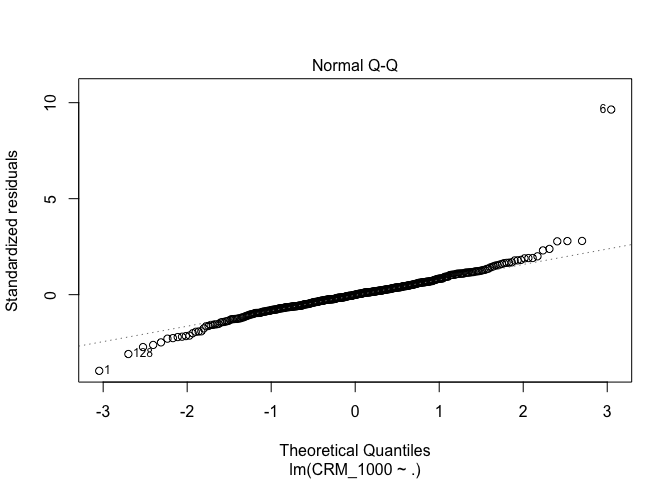 Normal Q-Q
Standardized residuals
10
5
0
6
128
1
-3 -2 -1 0 1 2 3
Theoretical Quantiles
lm(CRM_1000 ~ .)